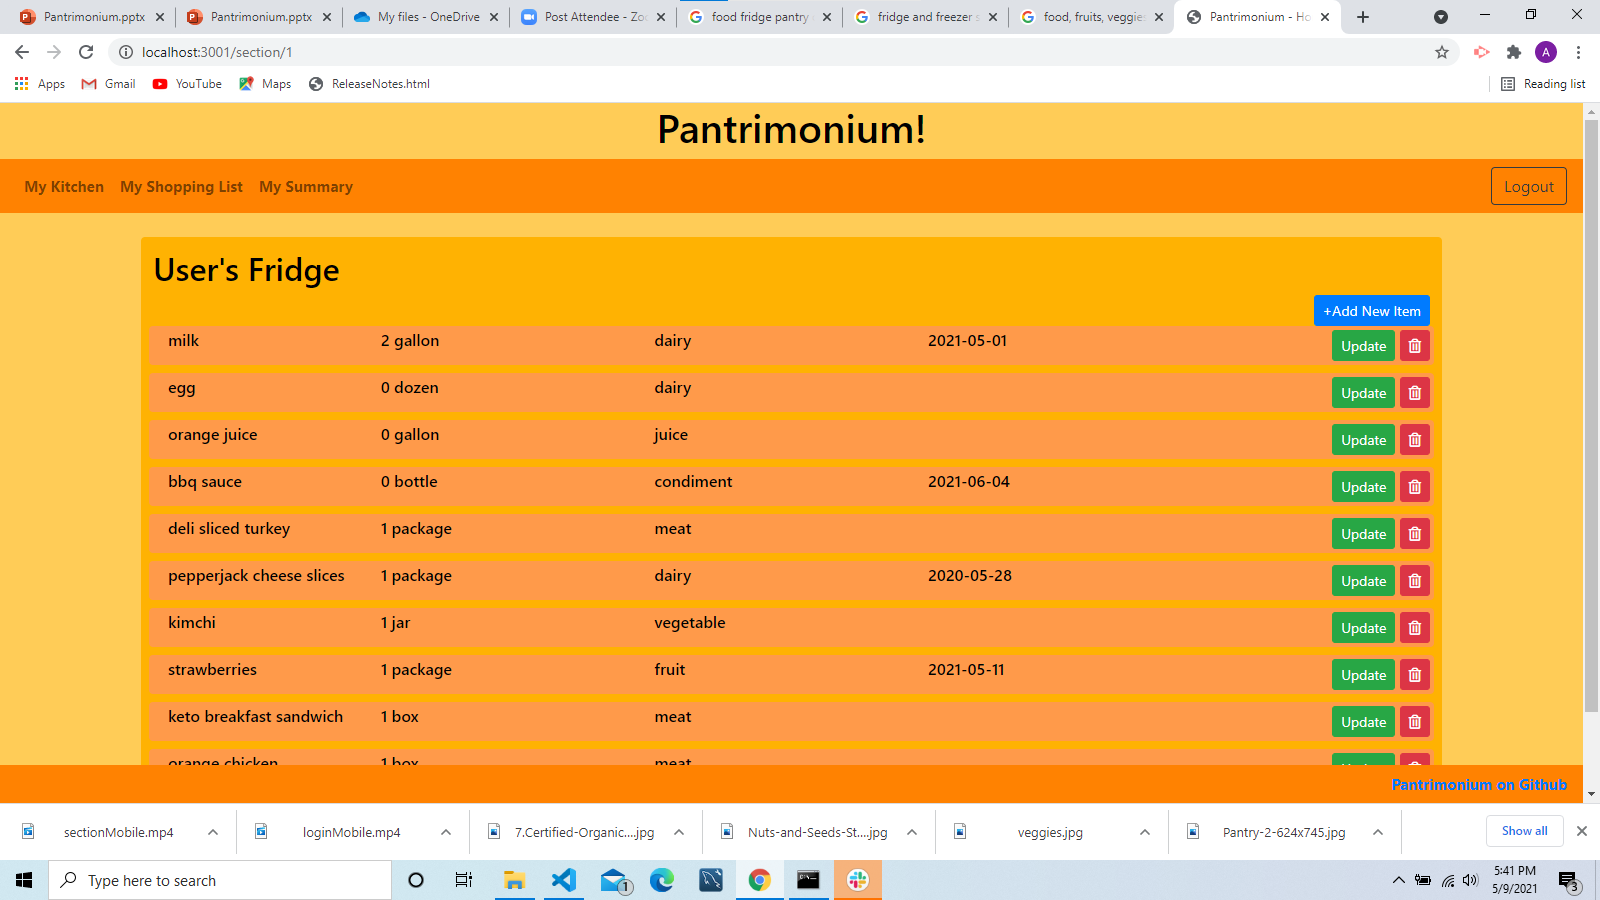 Pantrimonium.pptx
Pantrimonium.pptx
My files - OneDrive
Post Attendee - Zo
food fridge pantry
fridge and freezer s
food, fruits, veggies
Pantrimonium - Ho
localhost:3001/section/1
A
Apps
Gmail
YouTube
Maps
ReleaseNotes.html
Reading list
Pantrimonium!
My Kitchen My Shopping List My Summary
Logout
User's Fridge
+Add New Item
milk 2 gallon dairy 2021-05-01 Update
egg 0 dozen dairy Update
orange juice 0 gallon juice Update
bbq sauce 0 bottle condiment 2021-06-04 Update
deli sliced turkey 1 package meat Update
pepperjack cheese slices 1 package dairy 2020-05-28 Update
kimchi 1 jar vegetable Update
strawberries 1 package fruit 2021-05-11 Update
keto breakfast sandwich 1 box meat Update
orange chicken 1 box meat Update
Pantrimonium on Github
sectionMobile.mp4
loginMobile.mp4
7.Certified-Organic....jpg
Nuts-and-Seeds-St....jpg
veggies.jpg
Pantry-2-624x745.jpg
Show all
Type here to search
1
5:41 PM
5/9/2021
3